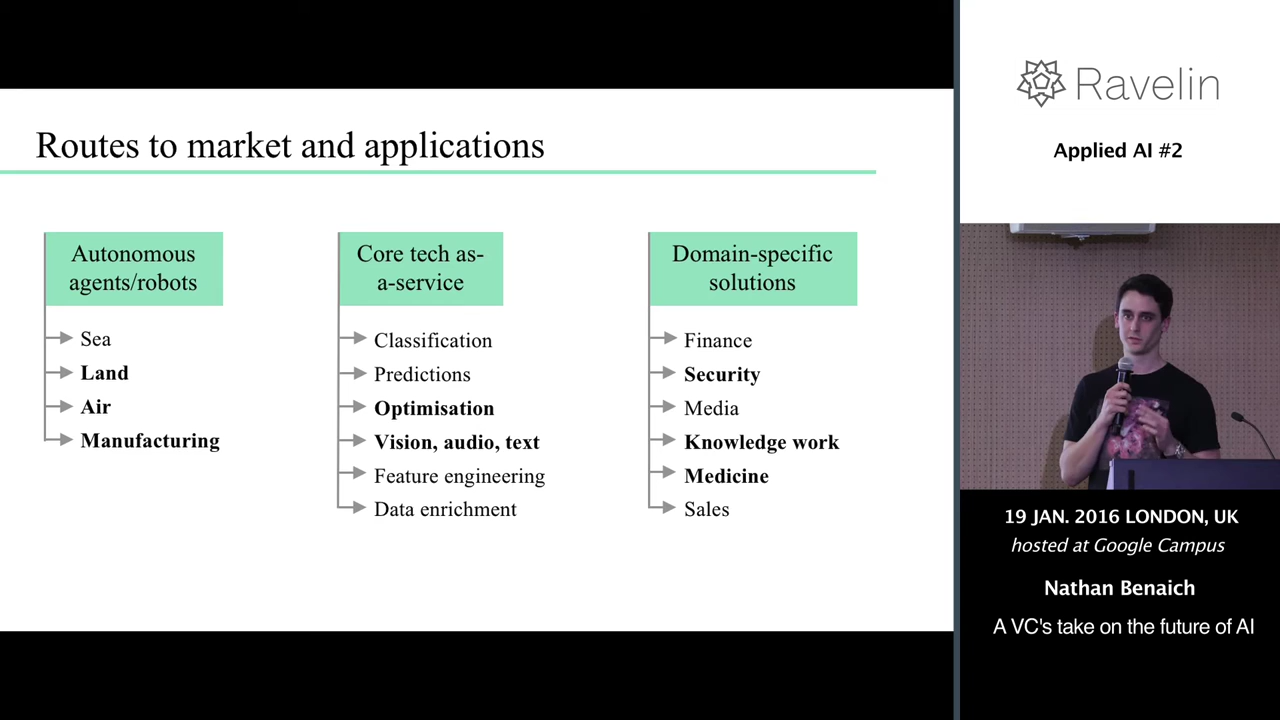 Routes to market and applications
Autonomous
agents/robots
Sea
Land
Air
Manufacturing
Core tech as-
a-service
Classification
Predictions
Optimisation
Vision, audio, text
Feature engineering
Data enrichment
Domain-specific
solutions
Finance
Security
Media
Knowledge work
Medicine
Sales
Ravelin
Applied AI #2
19 JAN. 2016 LONDON, UK
hosted at Google Campus
Nathan Benaich
A VC's take on the future of AI